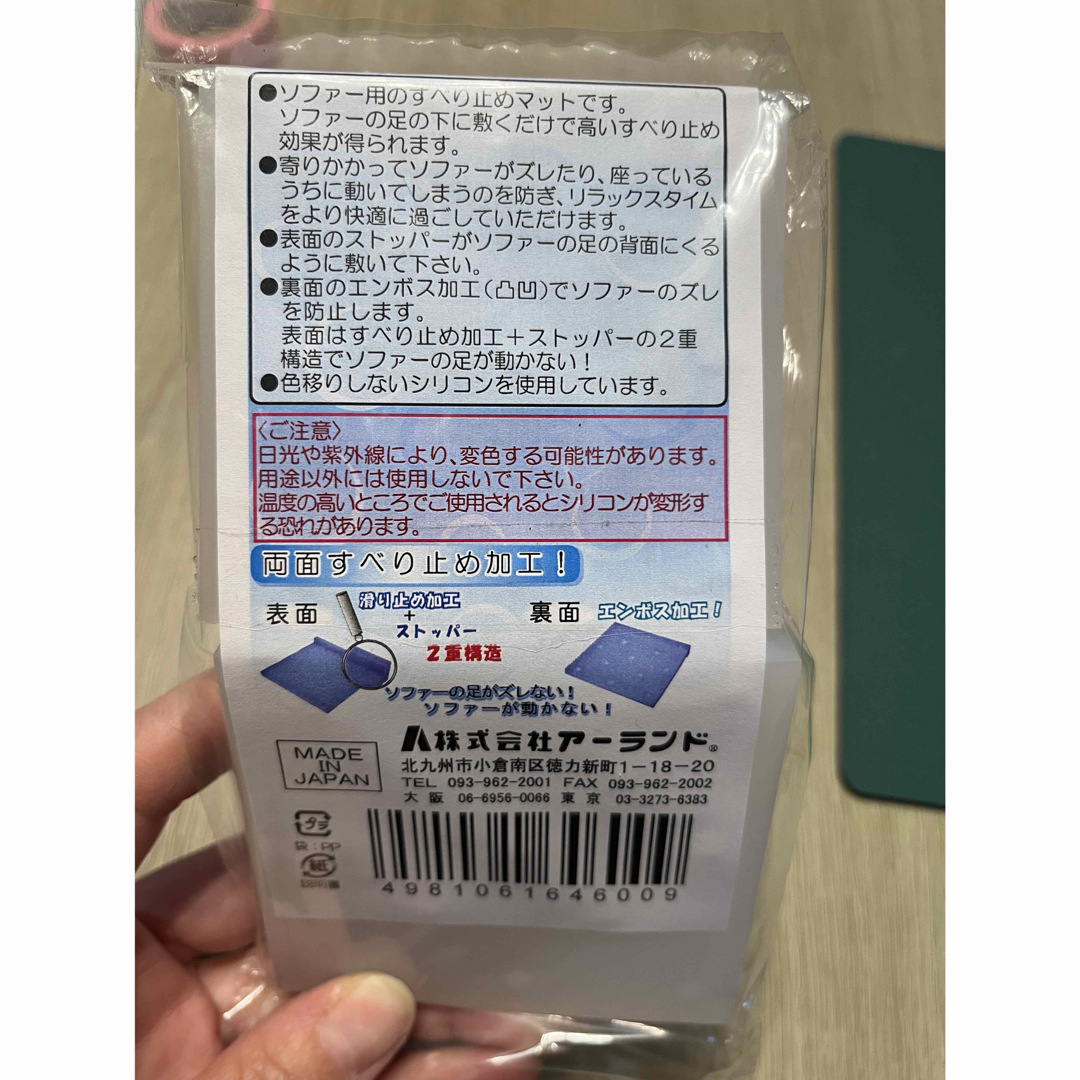 ●ソファー用のすべり止めマットです。
ソファーの足の下に敷くだけで高いすべり止め
効果が得られます。
●寄りかかってソファーがズレたり、座っている
うちに動いてしまうのを防ぎ、リラックスタイム
をより快適に過ごしていただけます。
●表面のストッパーがソファーの足の背面にくる
ように敷いて下さい。
●裏面のエンボス加工(凸凹)でソファーのズレ
を防止します。
表面はすべり止め加工+ストッパーの2重
構造でソファーの足が動かない!
●色移りしないシリコンを使用しています。
〈ご注意〉
日光や紫外線により、変色する可能性があります。
用途以外には使用しないで下さい。
温度の高いところでご使用されるとシリコンが変形す
る恐れがあります。
両面すべり止め加工!
表面
滑り止め加工
+
ストッパー
2重構造
裏面
エンボス加工!
ソファーの足がズレない!
ソファーが動かない!
株式会社アーランド®
MADE
IN
JAPAN
北九州市小倉南区徳力新町1-18-20
TEL 093-962-2001 FAX 093-962-2002
大阪 06-6956-0066 東京 03-3273-6383
プラ
袋:PP
紙
4981061646009